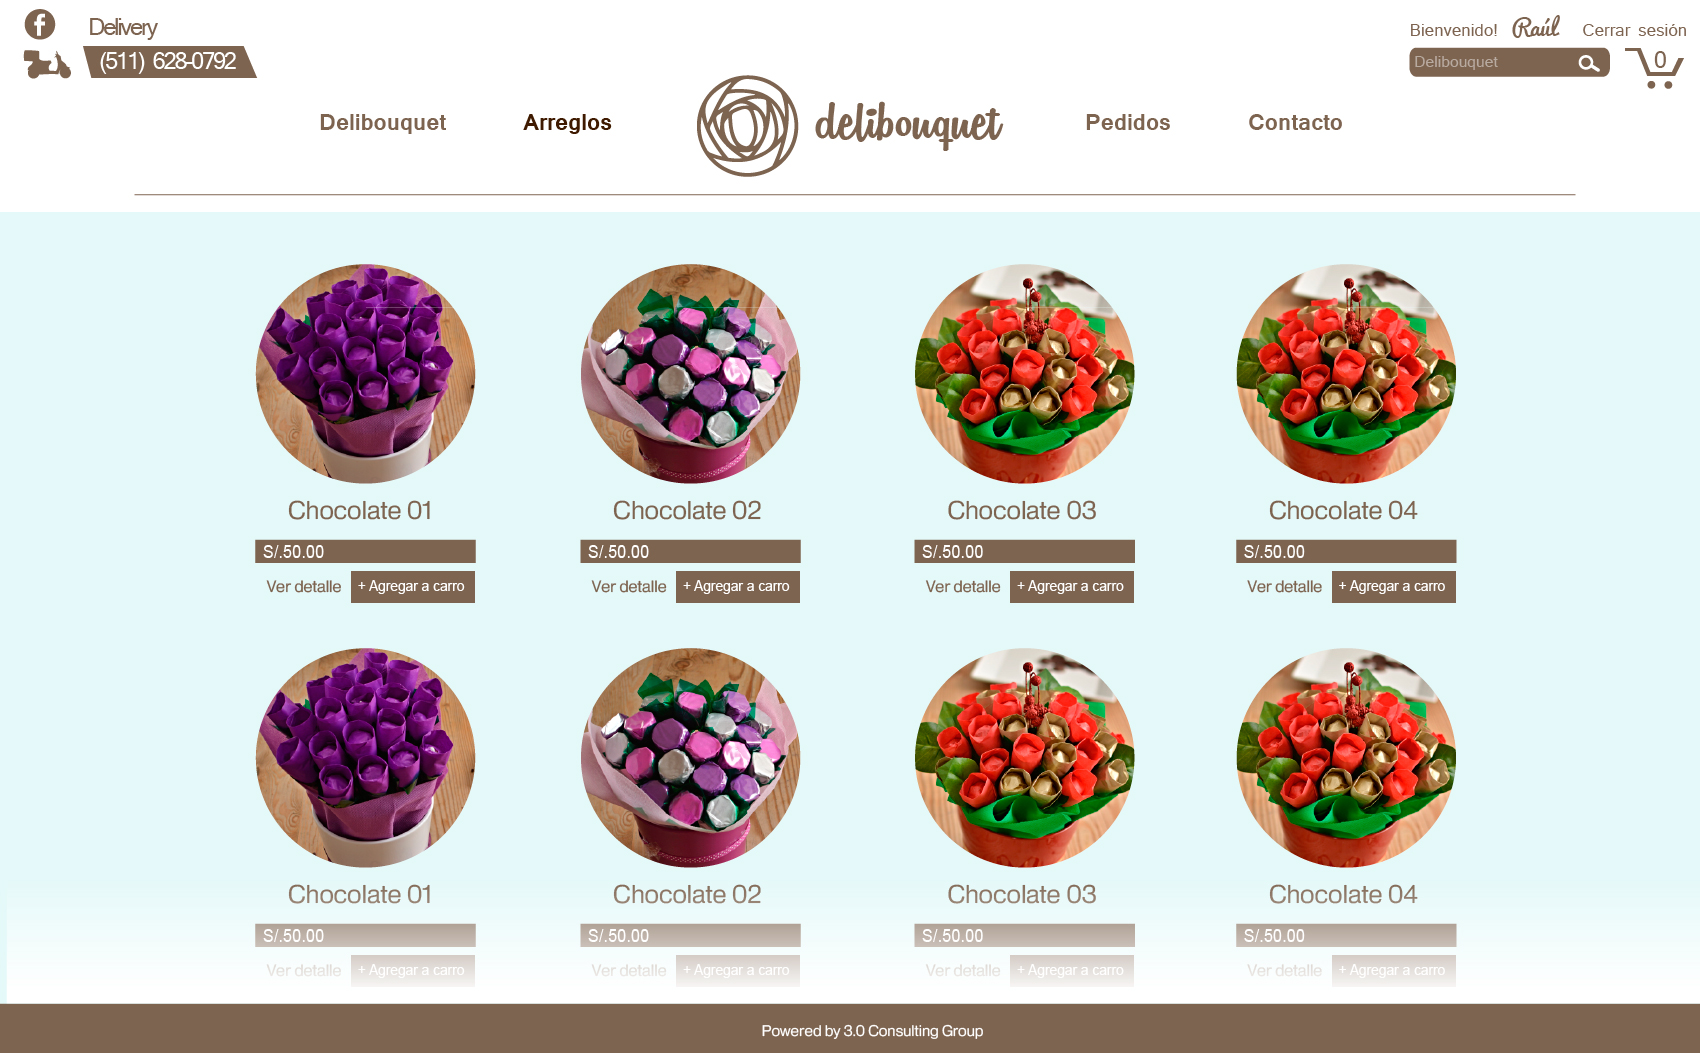 Delivery
(511) 628-0792
Bienvenido! Raúl Cerrar sesión
Delibouquet
0
Delibouquet Arreglos delibouquet Pedidos Contacto
Chocolate 01 Chocolate 02 Chocolate 03 Chocolate 04
S/.50.00 S/.50.00 S/.50.00 S/.50.00
Ver detalle + Agregar a carro Ver detalle + Agregar a carro Ver detalle + Agregar a carro Ver detalle + Agregar a carro
Chocolate 01 Chocolate 02 Chocolate 03 Chocolate 04
S/.50.00 S/.50.00 S/.50.00 S/.50.00
Ver detalle + Agregar a carro Ver detalle + Agregar a carro Ver detalle + Agregar a carro Ver detalle + Agregar a carro
Powered by 3.0 Consulting Group